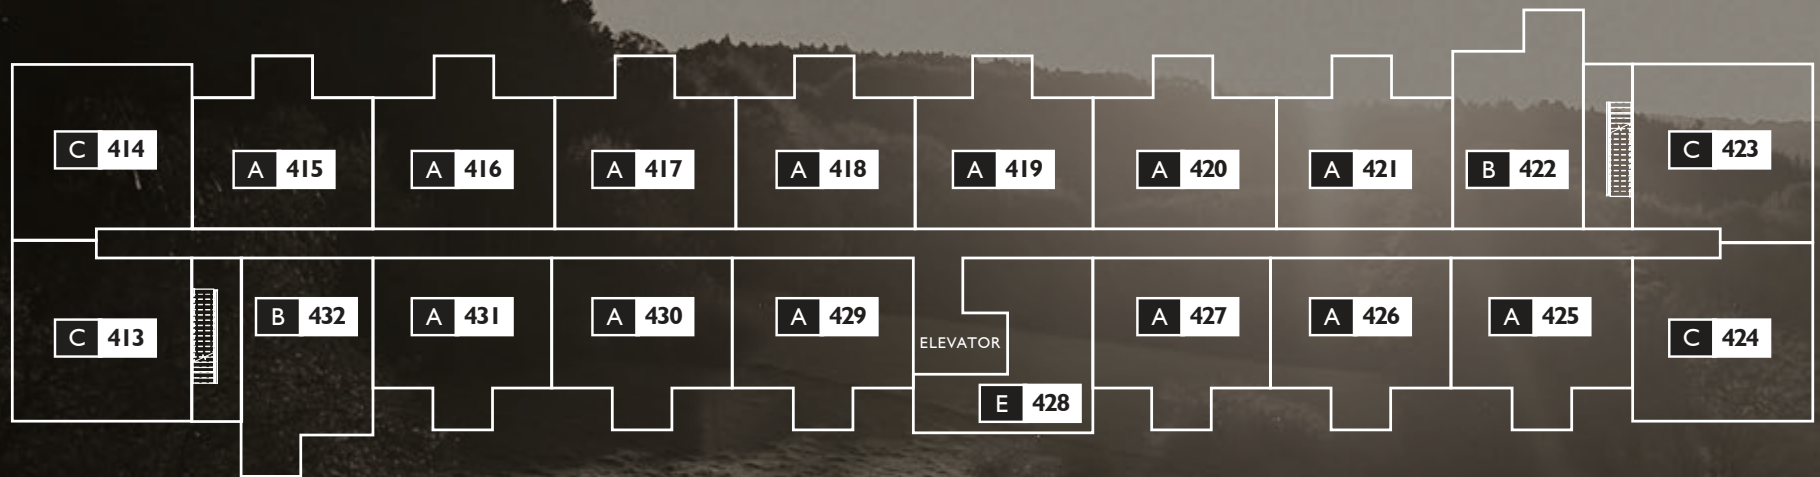 C 414
A 415
A 416
A 417
A 418
A 419
A 420
A 421
B 422
C 423
C 413
B 432
A 431
A 430
A 429
ELEVATOR
E 428
A 427
A 426
A 425
C 424